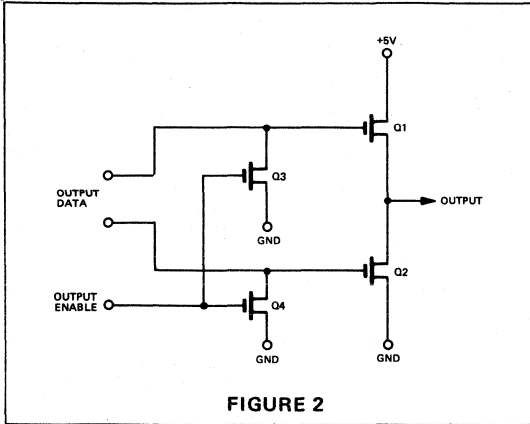 +5V
Q1
Q3
OUTPUT
DATA
OUTPUT
GND
Q2
OUTPUT
ENABLE
Q4
GND
GND
FIGURE 2